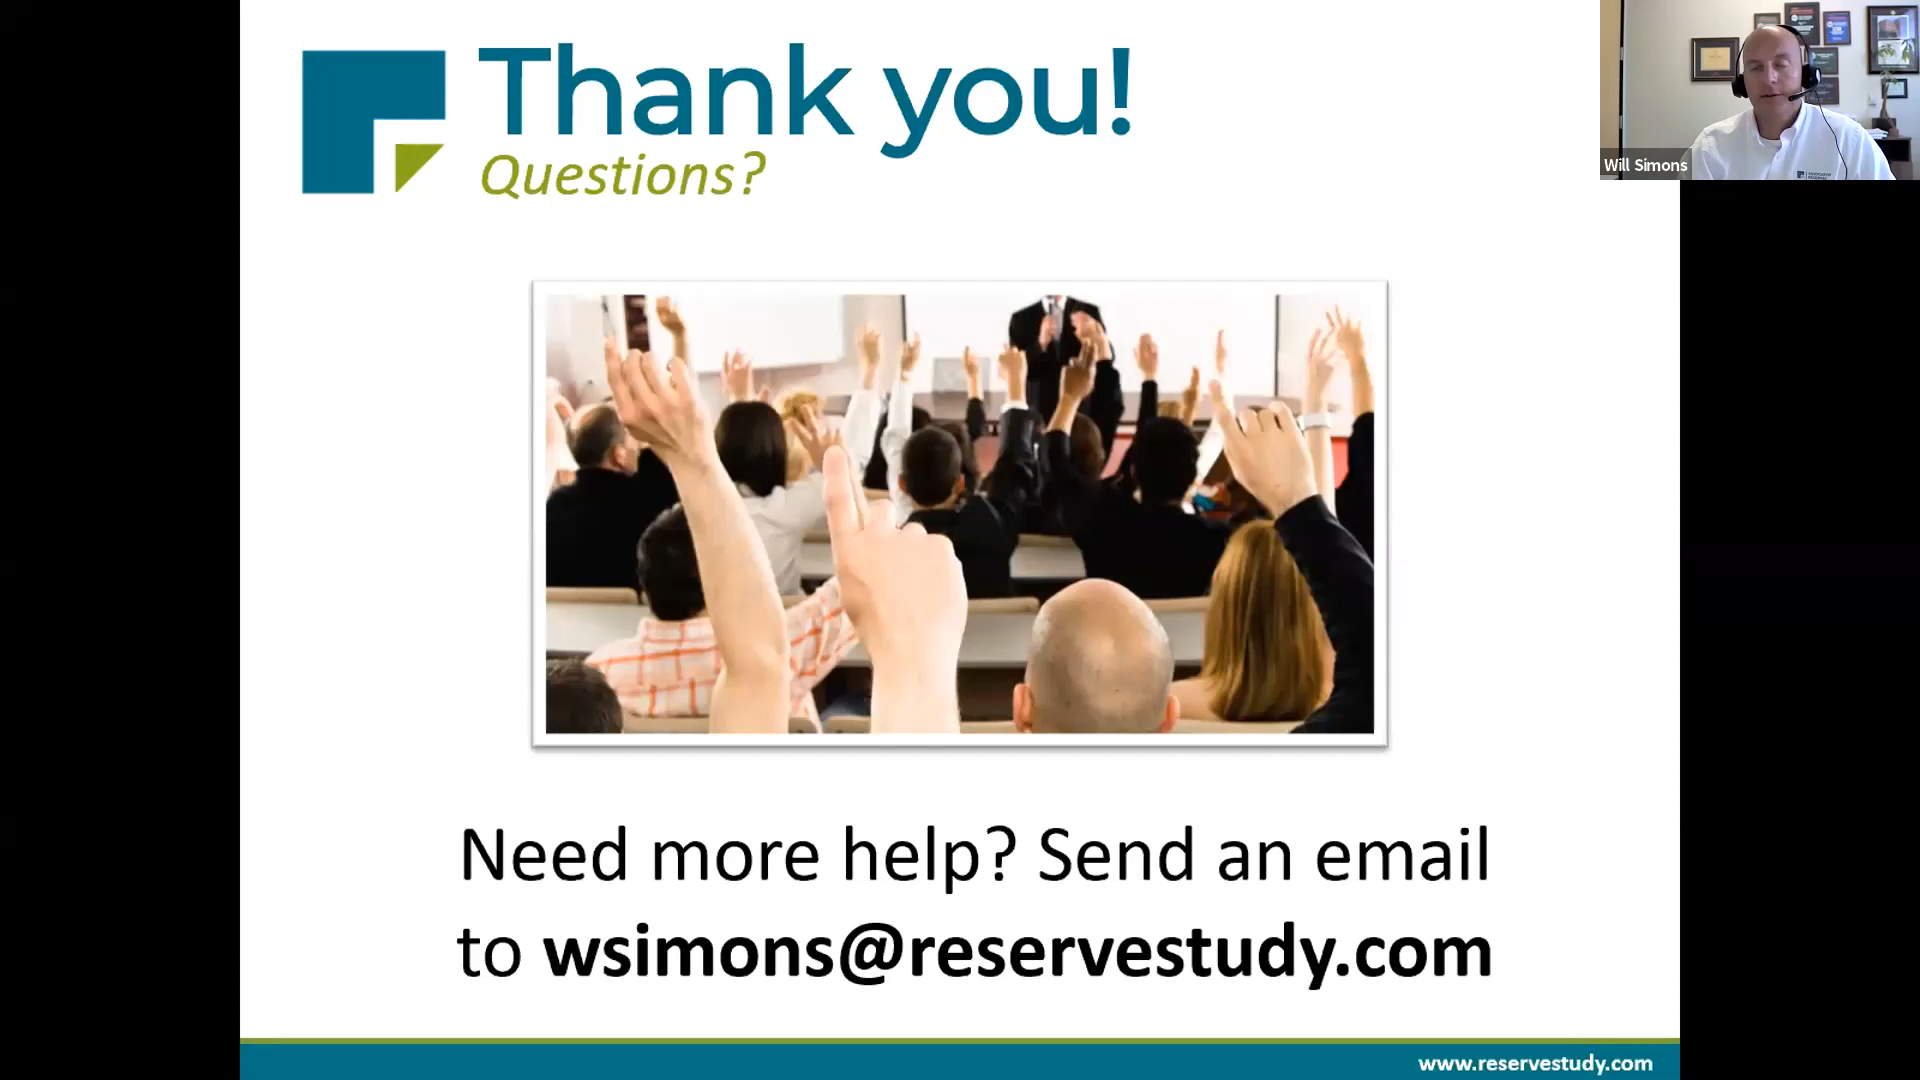 Thank you!
Questions?
Will Simons
Need more help? Send an email
to wsimons@reservestudy.com
www.reservestudy.com